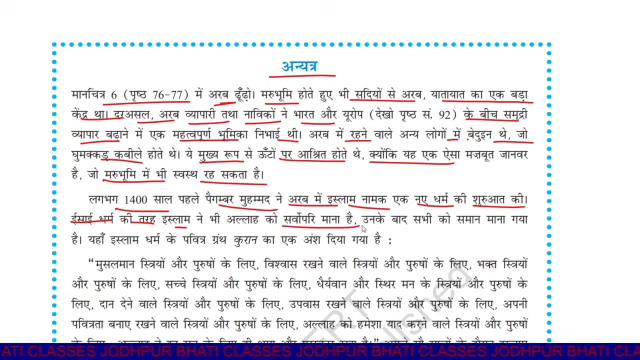 अन्यत्र
मानचित्र 6 (पृष्ठ 76-77) में अरब ढूँढ़ो। मरुभूमि होते हुए भी सदियों से अरब, यातायात का एक बड़ा
केंद्र था। दरअसल, अरब व्यापारी तथा नाविकों ने भारत और यूरोप (देखो पृष्ठ सं. 92) के बीच समुद्री
व्यापार बढ़ाने में एक महत्वपूर्ण भूमिका निभाई थी। अरब में रहने वाले अन्य लोगों में बेदुइन थे, जो
घुमक्कड़ कबीले होते थे। ये मुख्य रूप से ऊँटों पर आश्रित होते थे, क्योंकि यह एक ऐसा मजबूत जानवर
है, जो मरुभूमि में भी स्वस्थ रह सकता है।
लगभग 1400 साल पहले पैगम्बर मुहम्मद ने अरब में इस्लाम नामक एक नए धर्म की शुरुआत की।
ईसाई धर्म की तरह इस्लाम ने भी अल्लाह को सर्वोपरि माना है, उनके बाद सभी को समान माना गया
है। यहाँ इस्लाम धर्म के पवित्र ग्रंथ कुरान का एक अंश दिया गया है :
“मुसलमान स्त्रियों और पुरुषों के लिए, विश्वास रखने वाले स्त्रियों और पुरुषों के लिए, भक्त स्त्रियों
और पुरुषों के लिए, सच्चे स्त्रियों और पुरुषों के लिए, धैर्यवान और स्थिर मन के स्त्रियों और पुरुषों के
लिए, दान देने वाले स्त्रियों और पुरुषों के लिए, उपवास रखने वाले स्त्रियों और पुरुषों के लिए, अपनी
पवित्रता बनाए रखने वाले स्त्रियों और पुरुषों के लिए, अल्लाह को हमेशा याद करने वाले स्त्रियों और पुरुषों
ATI CLASSES JODHPUR BHATI CLASSES JODHPUR BHATI CLASSES JODHPUR BHATI CLASSES